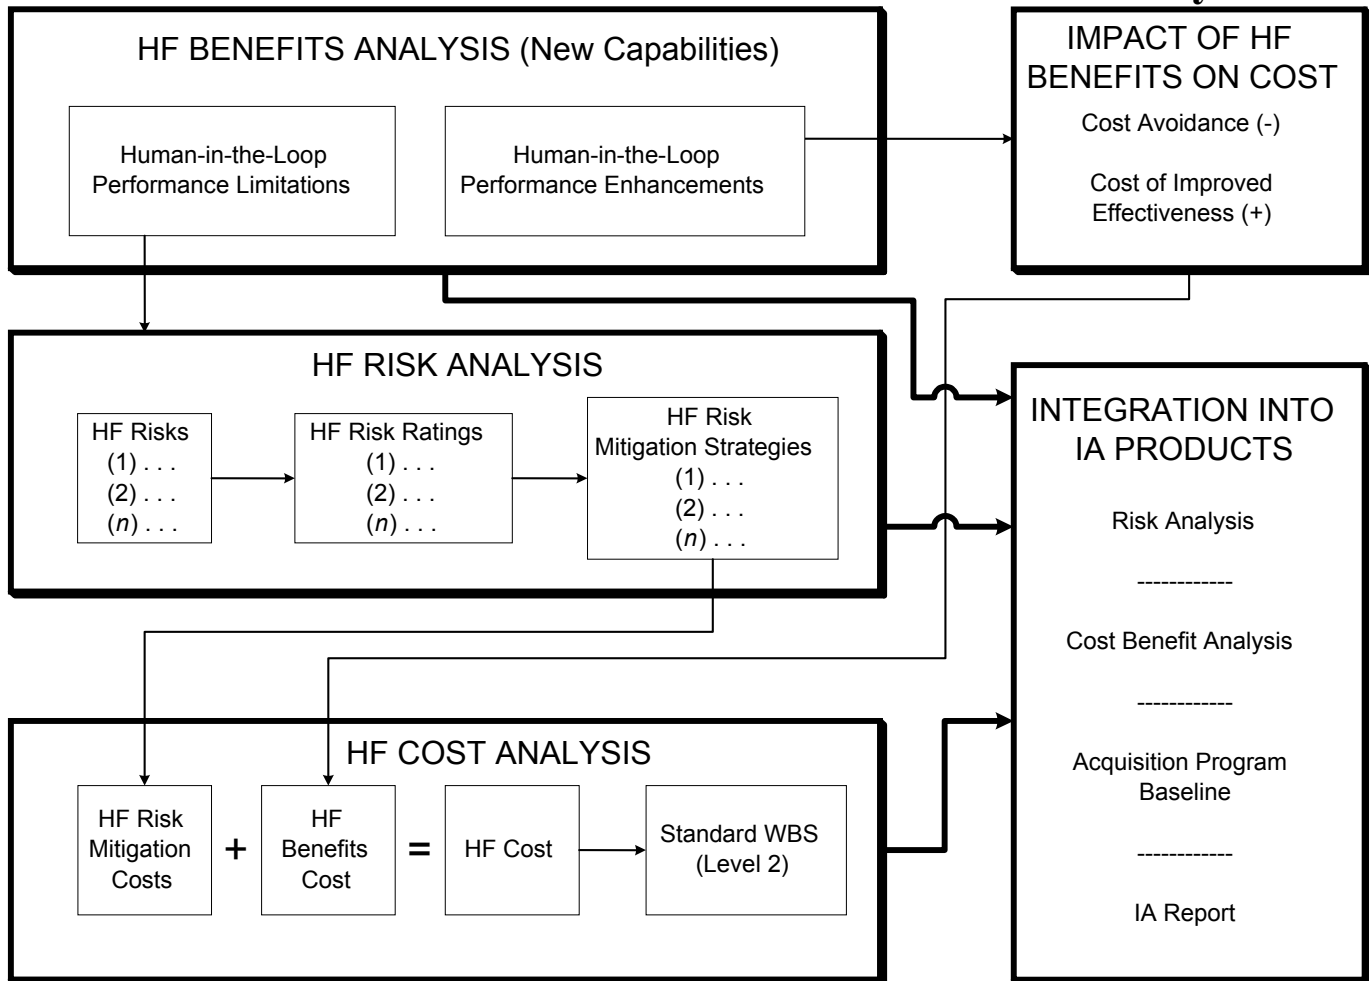 HF BENEFITS ANALYSIS (New Capabilities)
Human-in-the-Loop
Performance Limitations
Human-in-the-Loop
Performance Enhancements
IMPACT OF HF
BENEFITS ON COST
Cost Avoidance (-)
Cost of Improved
Effectiveness (+)
HF RISK ANALYSIS
HF Risks
(1) . . .
(2) . . .
(n) . . .
HF Risk Ratings
(1) . . .
(2) . . .
(n) . . .
HF Risk
Mitigation Strategies
(1) . . .
(2) . . .
(n) . . .
INTEGRATION INTO
IA PRODUCTS
Risk Analysis
------------
Cost Benefit Analysis
------------
Acquisition Program
Baseline
------------
IA Report
HF COST ANALYSIS
HF Risk
Mitigation
Costs
+
HF
Benefits
Cost
=
HF Cost
Standard WBS
(Level 2)